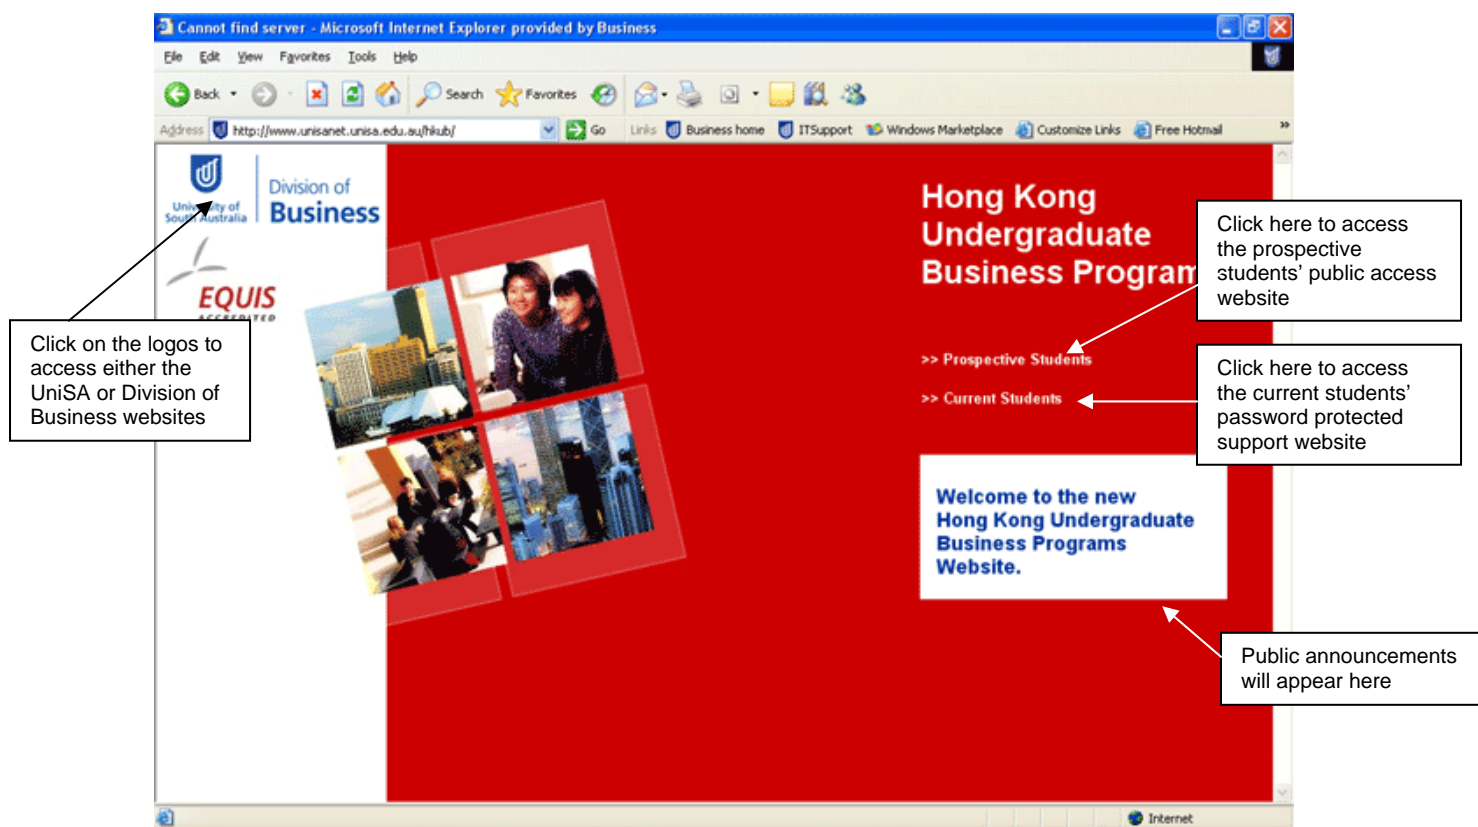 Cannot find server - Microsoft Internet Explorer provided by Business
File Edit View Favorites Tools Help
Back Search Favorites
Address http://www.unisanet.unisa.edu.au/hkub/ Go Links Business home ITSupport Windows Marketplace Customize Links Free Hotmail »
University of
South Australia
Division of
Business
EQUIS
ACCREDITED
Click on the logos to
access either the
UniSA or Division of
Business websites
Hong Kong
Undergraduate
Business Program
Click here to access
the prospective
students' public access
website
>> Prospective Students
>> Current Students
Click here to access
the current students'
password protected
support website
Welcome to the new
Hong Kong Undergraduate
Business Programs
Website.
Public announcements
will appear here
Internet